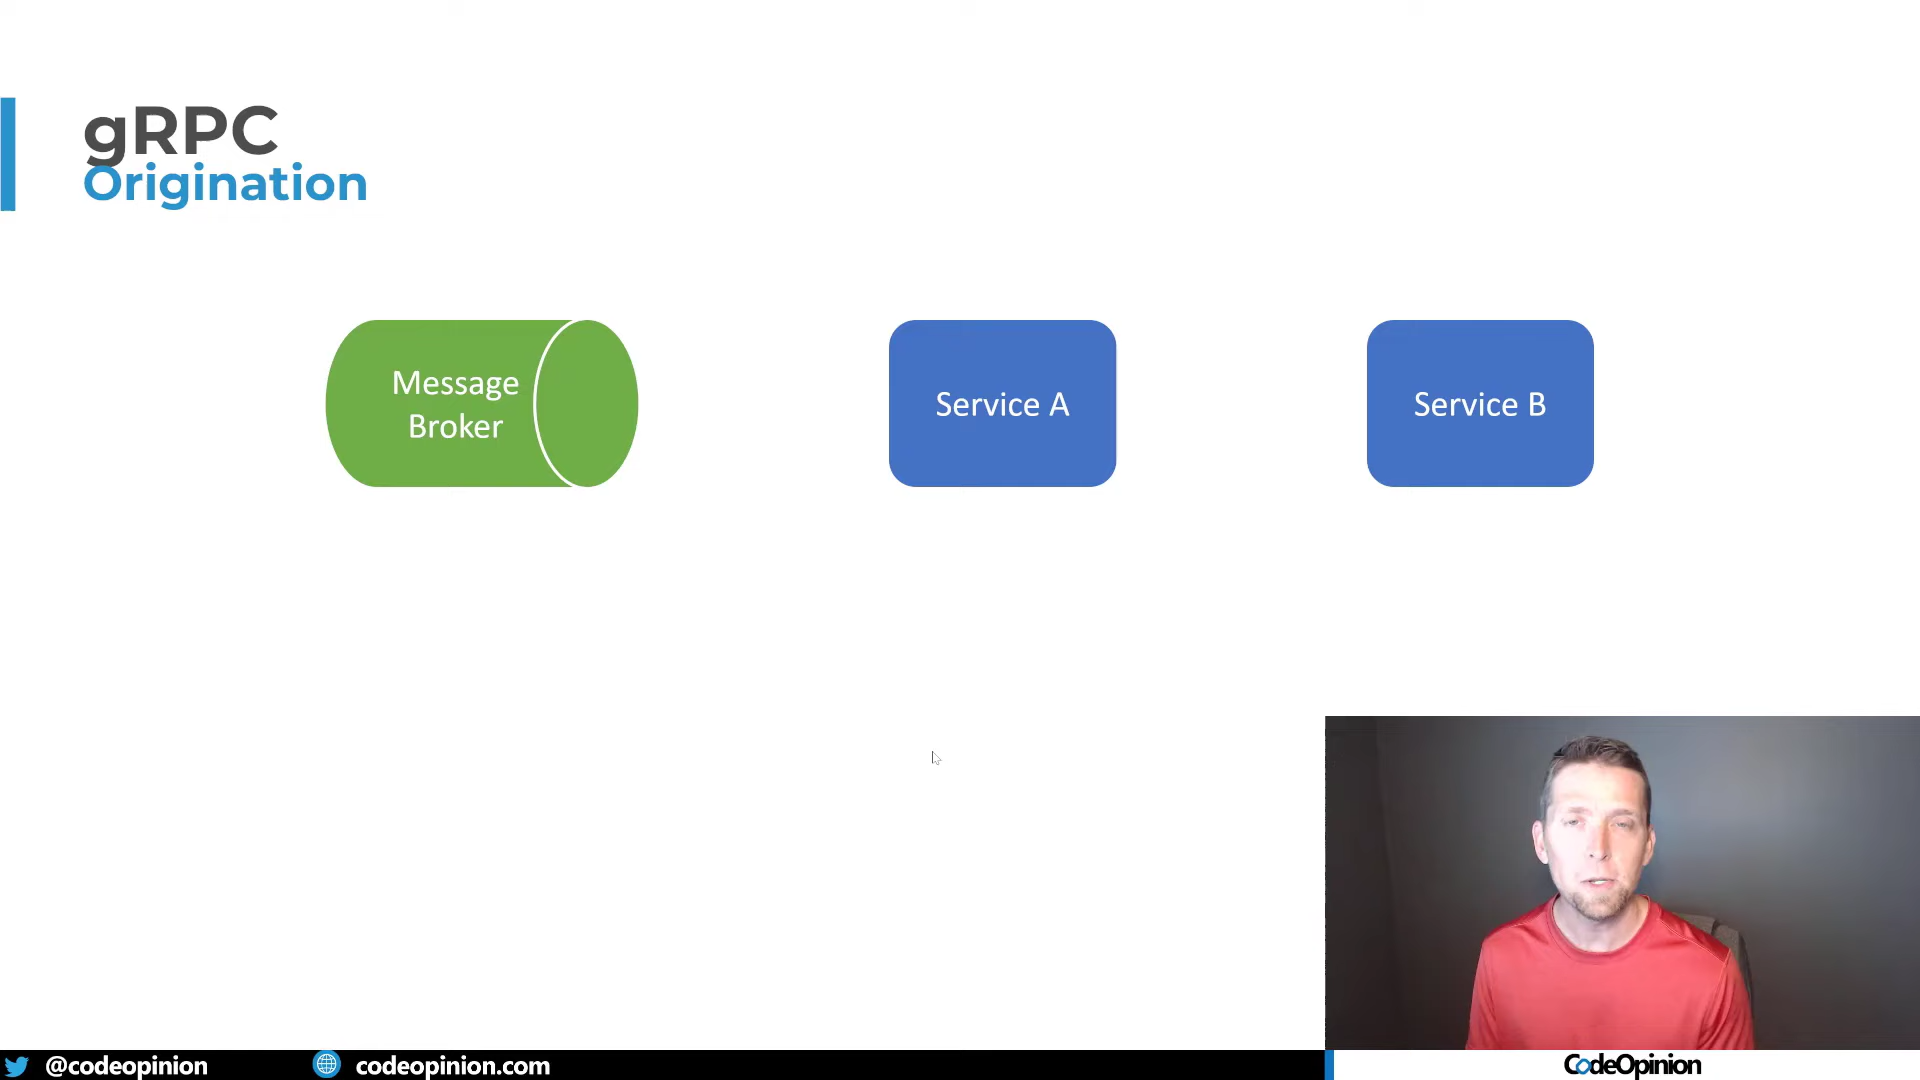 gRPC
Origination
Message
Broker
Service A
Service B
@codeopinion
codeopinion.com
CodeOpinion